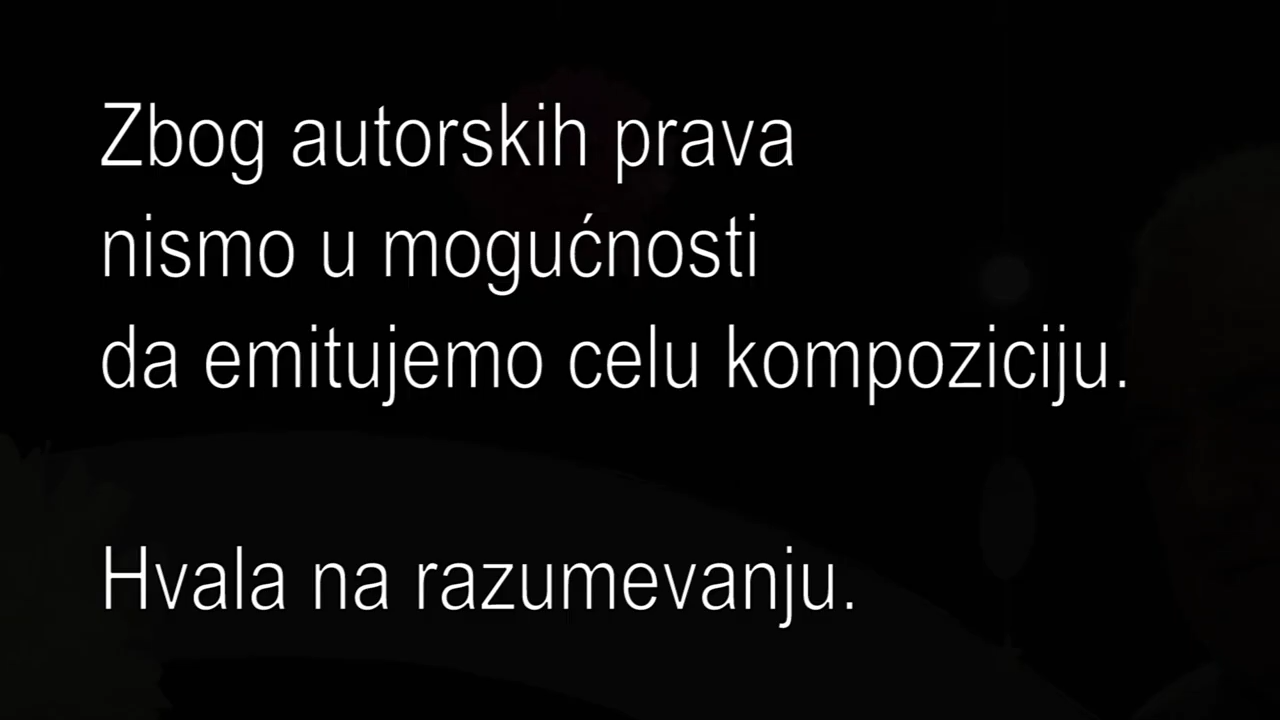 Zbog autorskih prava
nismo u mogućnosti
da emitujemo celu kompoziciju.
Hvala na razumevanju.